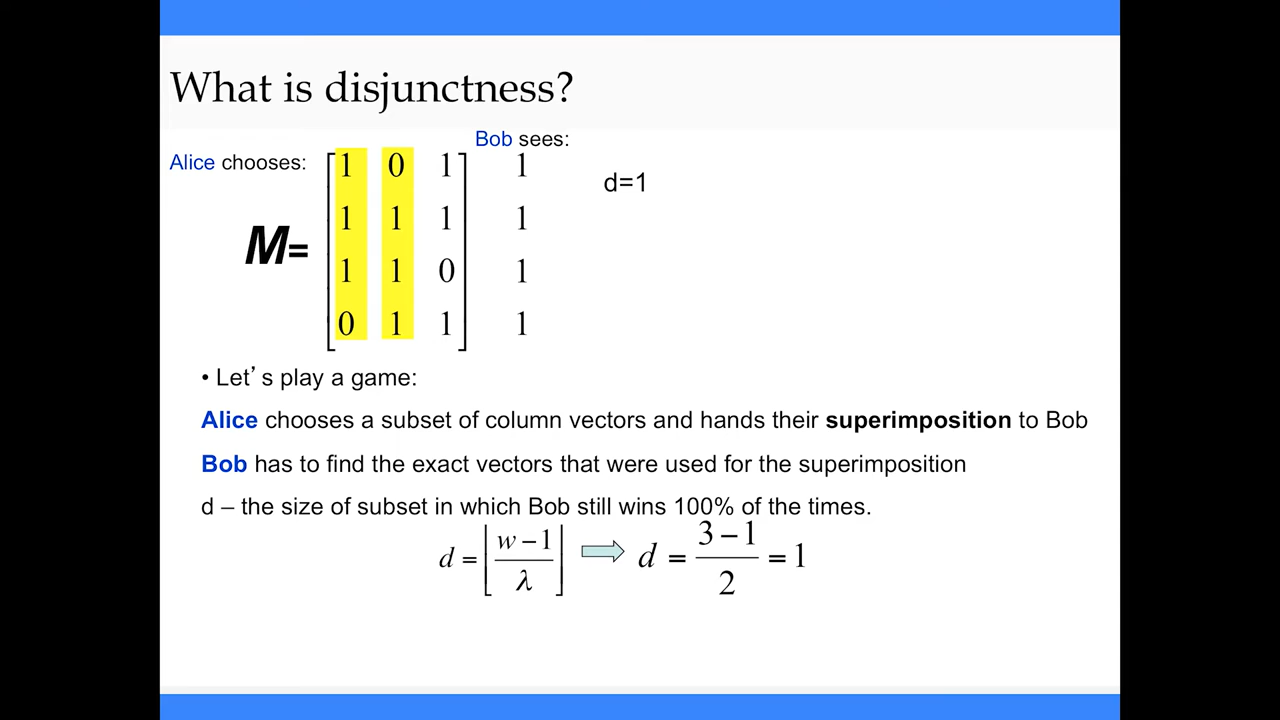 What is disjunctness?
Bob sees:
Alice chooses:
M=
1 0 1 1
1 1 1 1
1 1 0 1
0 1 1 1
d=1
• Let’s play a game:
Alice chooses a subset of column vectors and hands their superimposition to Bob
Bob has to find the exact vectors that were used for the superimposition
d – the size of subset in which Bob still wins 100% of the times.
d = ⌊(w − 1)/λ⌋ ⇒ d = (3 − 1)/2 = 1